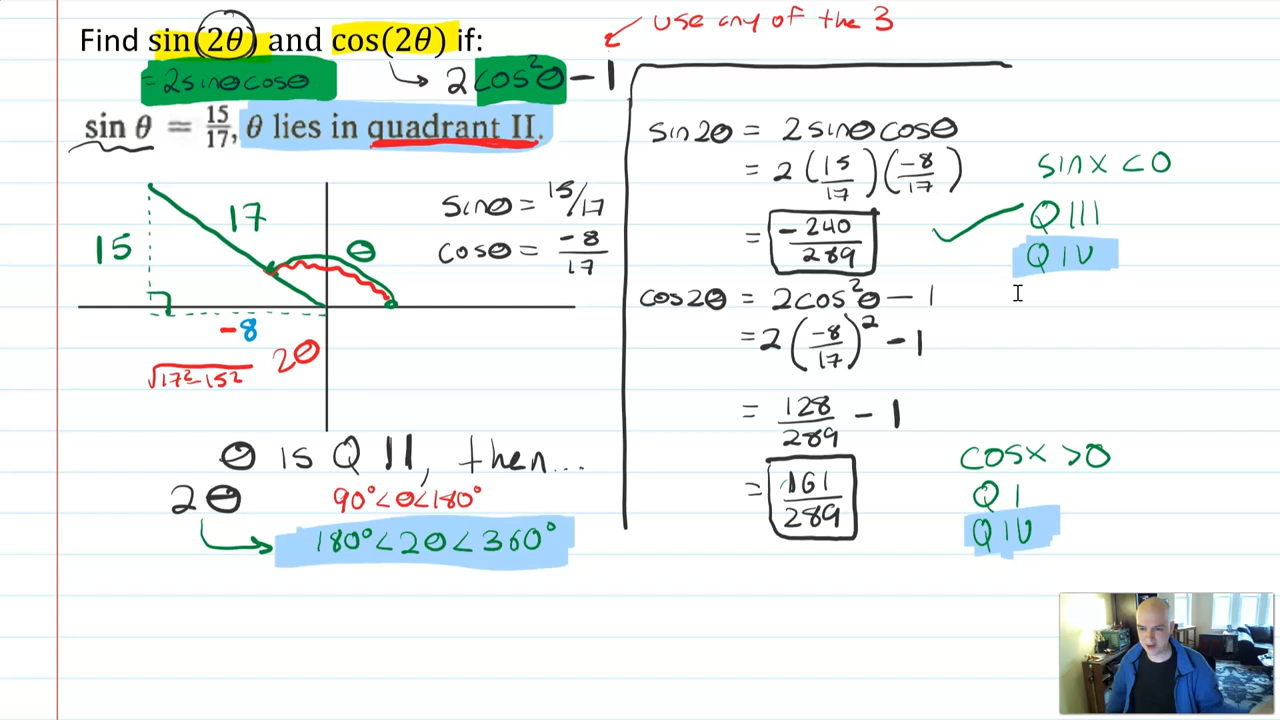 use any of the 3
Find sin(2θ) and cos(2θ) if:
= 2sinθcosθ
2cos²θ - 1
sin θ = 15/17, θ lies in quadrant II.
sinθ = 15/17
cosθ = -8/17
17
15
θ
-8
2θ
√17²-15²
θ is Q II, then...
2θ
90° < θ < 180°
180° < 2θ < 360°
sin2θ = 2sinθcosθ
= 2(15/17)(-8/17)
= -240/289
cos2θ = 2cos²θ - 1
= 2(-8/17)² - 1
= 128/289 - 1
= 161/289
sinx < 0
Q III
Q IV
cosx > 0
Q I
Q IV